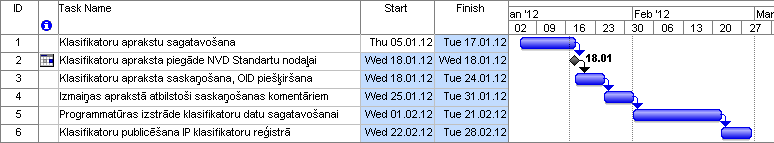 ID Task Name Start Finish an '12 Feb '12 Mar
02 09 16 23 30 06 13 20 27
1 Klasifikatoru aprakstu sagatavošana Thu 05.01.12 Tue 17.01.12
2 Klasifikatoru apraksta piegāde NVD Standartu nodaļai Wed 18.01.12 Wed 18.01.12 18.01
3 Klasifikatoru apraksta saskaņošana, OID piešķiršana Wed 18.01.12 Tue 24.01.12
4 Izmaiņas aprakstā atbilstoši saskaņošanas komentāriem Wed 25.01.12 Tue 31.01.12
5 Programmatūras izstrāde klasifikatoru datu sagatavošanai Wed 01.02.12 Tue 21.02.12
6 Klasifikatoru publicēšana IP klasifikatoru reģistrā Wed 22.02.12 Tue 28.02.12